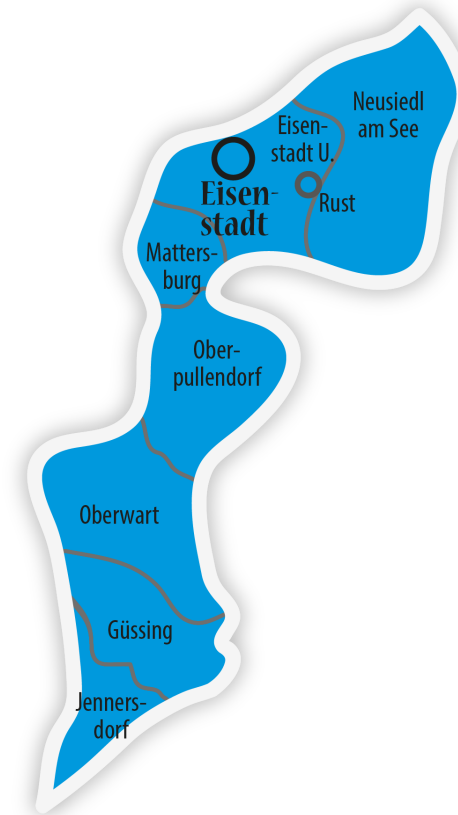 Neusiedl
am See
Eisen-
stadt U.
Eisen-
stadt
Rust
Matters-
burg
Ober-
pullendorf
Oberwart
Güssing
Jenners-
dorf